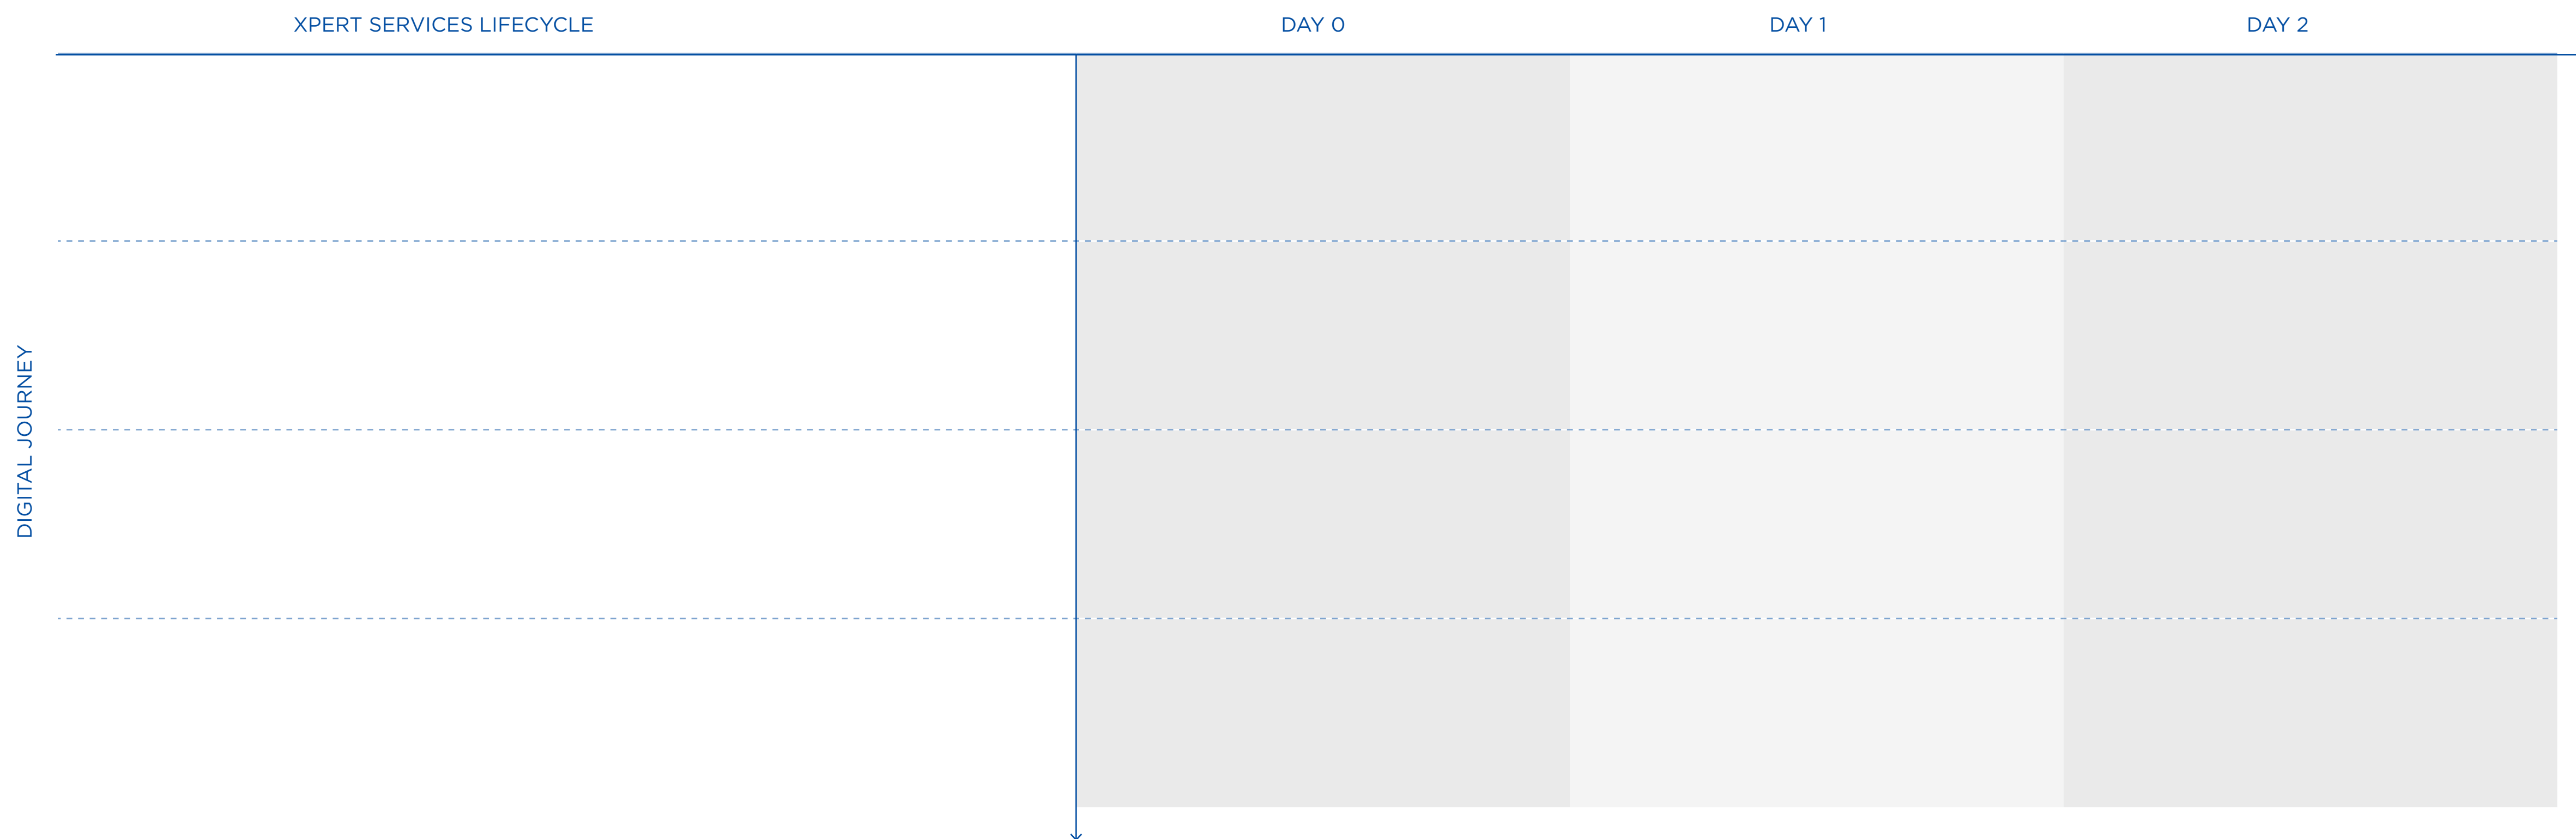 XPERT SERVICES LIFECYCLE
DAY 0
DAY 1
DAY 2
DIGITAL JOURNEY